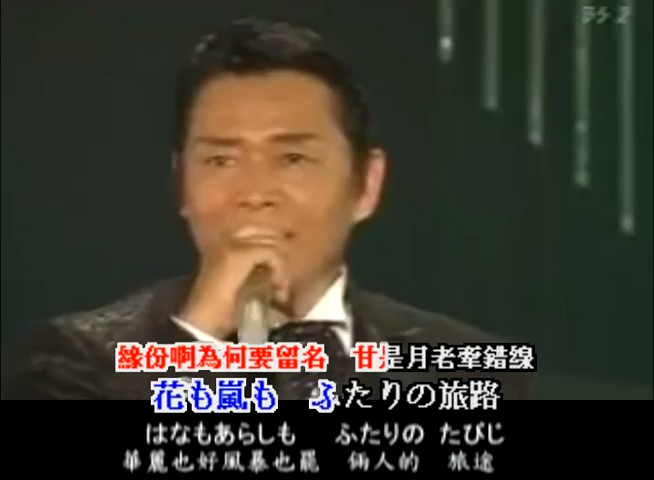 BS 2
緣份啊為何要留名 甘是月老牽錯線
花も嵐も ふたりの旅路
はなもあらしも ふたりの たびじ
華麗也好風暴也罷 倆人的 旅途